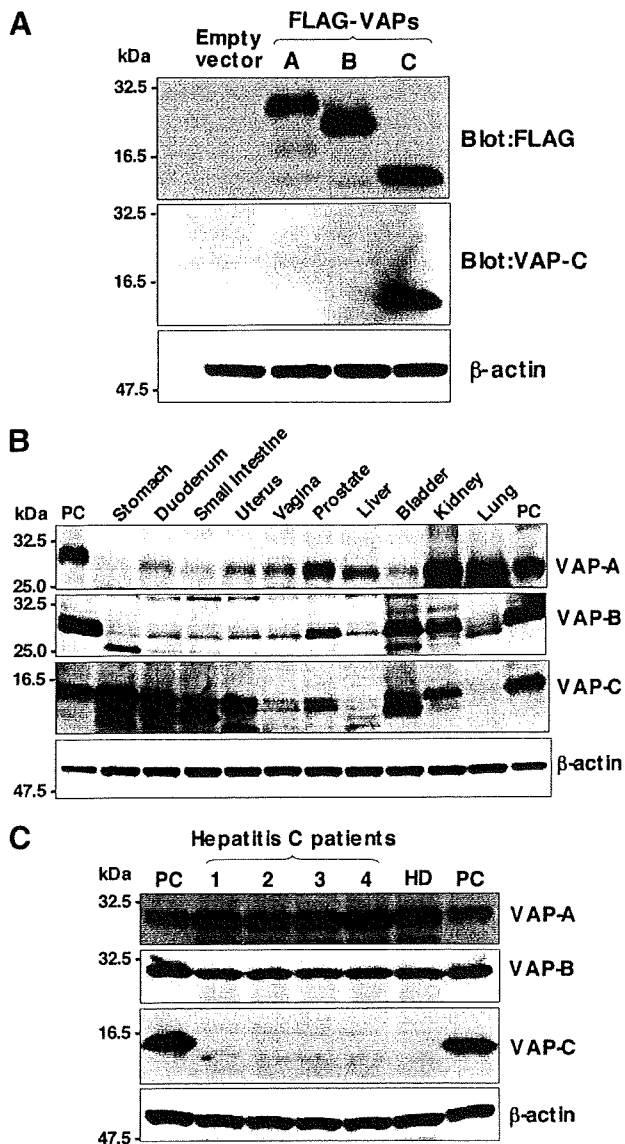 A
FLAG-VAPs
Empty vector
A B C
kDa
32.5
16.5
Blot:FLAG
32.5
16.5
Blot:VAP-C
47.5
β-actin
B
kDa
PC Stomach Duodenum Small intestine Uterus Vagina Prostate Liver Bladder Kidney Lung PC
32.5
25.0
VAP-A
32.5
25.0
VAP-B
16.5
VAP-C
47.5
β-actin
C
Hepatitis C patients
kDa
PC 1 2 3 4 HD PC
32.5
VAP-A
32.5
VAP-B
16.5
VAP-C
47.5
β-actin